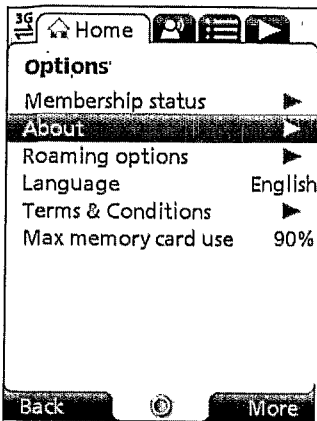 3G
Home
Options
Membership status
About
Roaming options
Language English
Terms & Conditions
Max memory card use 90%
Back More